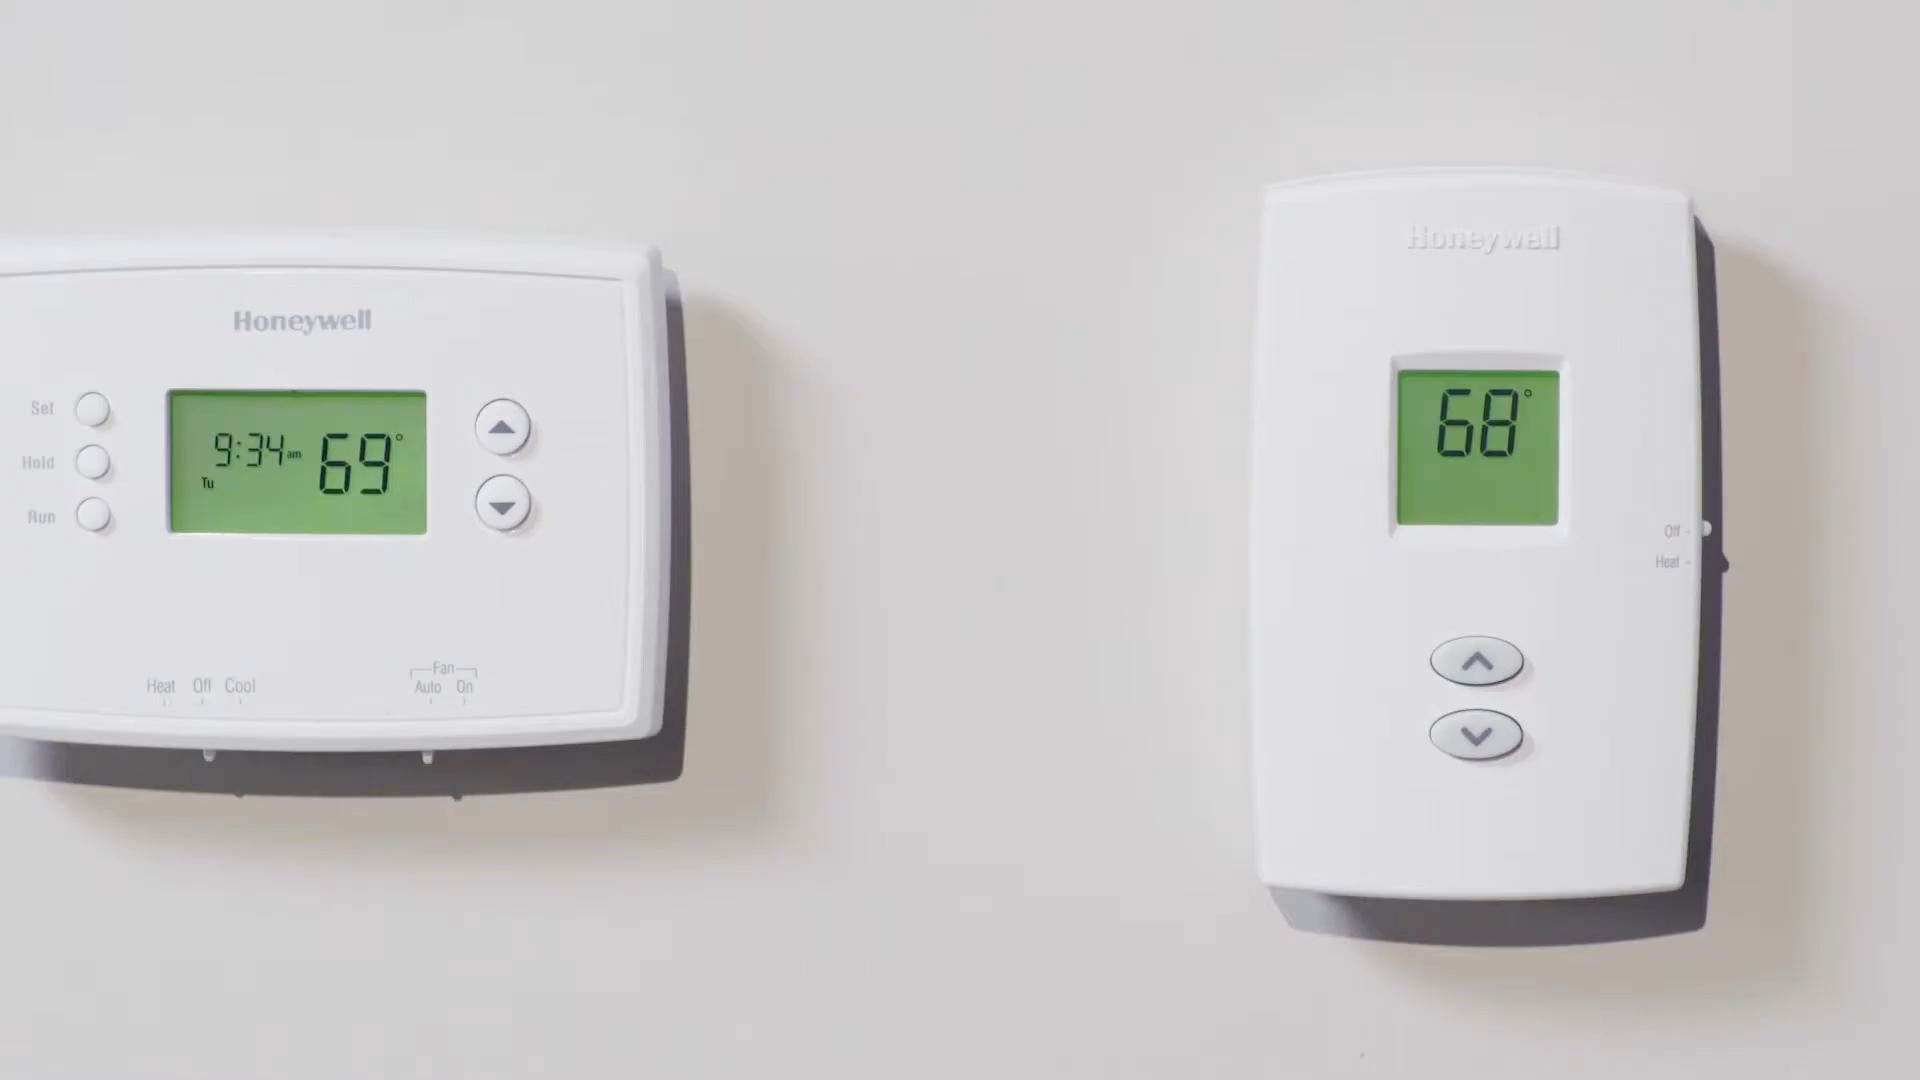 Honeywell
Set
Hold
Run
9:34 am 69°
Tu
Heat Off Cool
Fan
Auto On
Honeywell
68°
Off
Heat